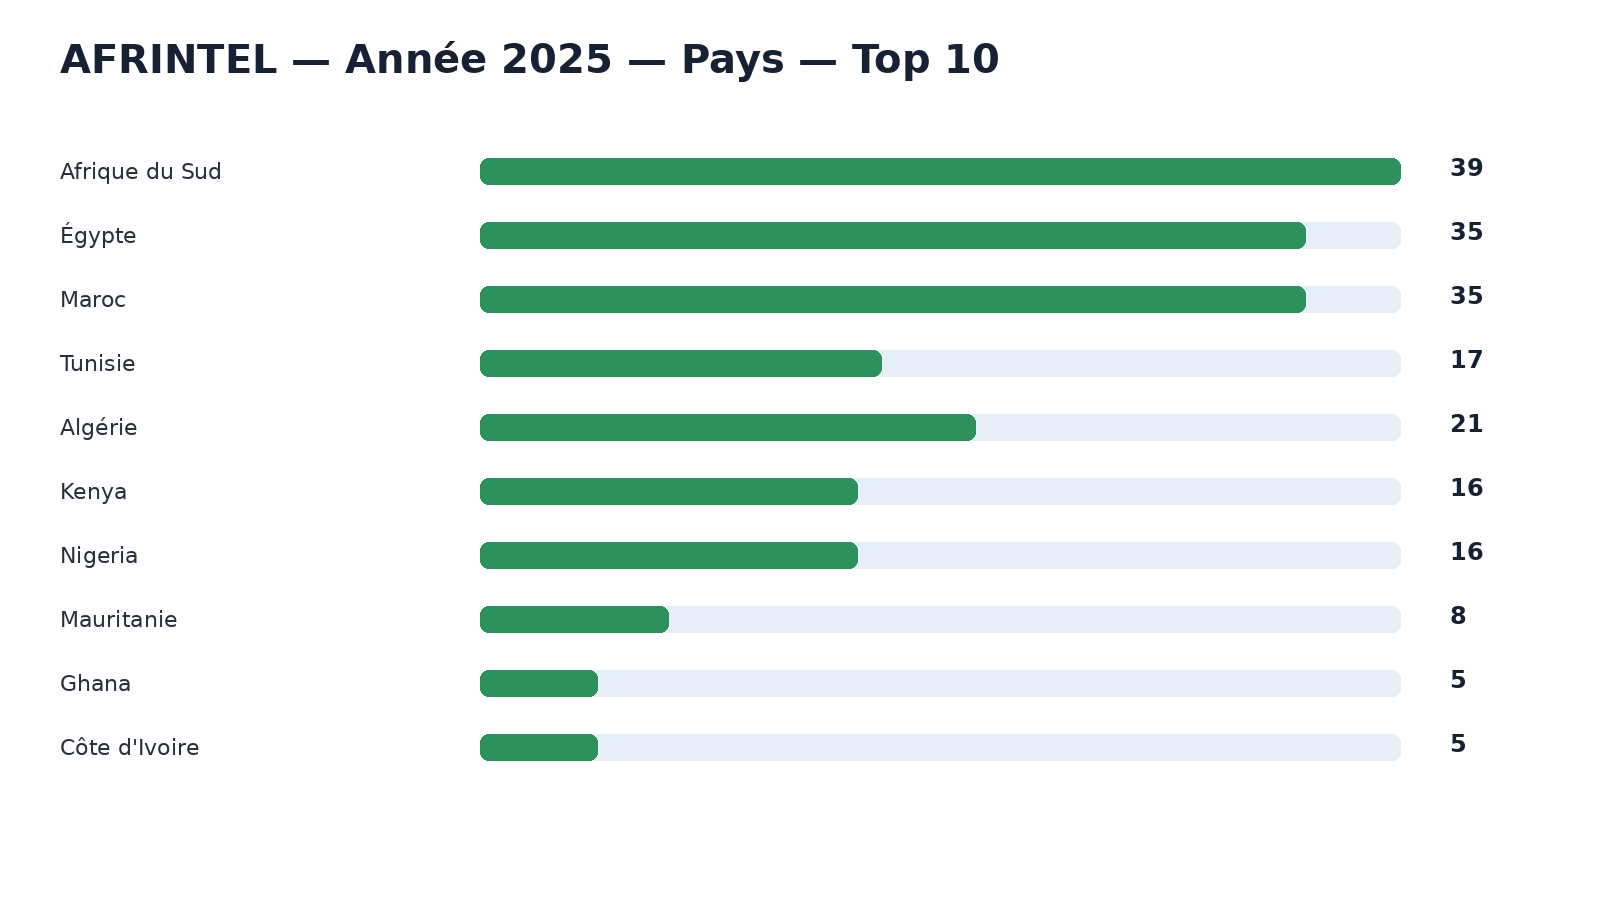 AFRINTEL — Année 2025 — Pays — Top 10
Afrique du Sud 39
Égypte 35
Maroc 35
Tunisie 17
Algérie 21
Kenya 16
Nigeria 16
Mauritanie 8
Ghana 5
Côte d'Ivoire 5